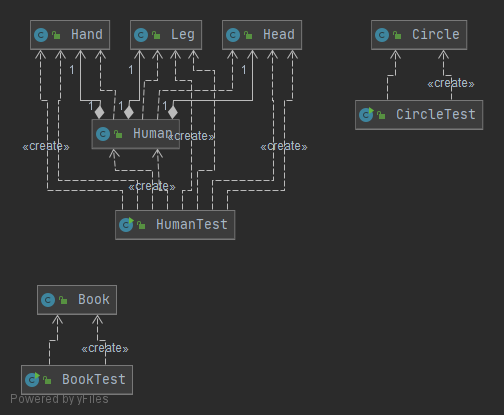 Hand
Leg
Head
Circle
1
1
1
«create»
1
1
1
CircleTest
Human
«create»
«create»
«create»
«create»
HumanTest
Book
«create»
BookTest
Powered by yFiles